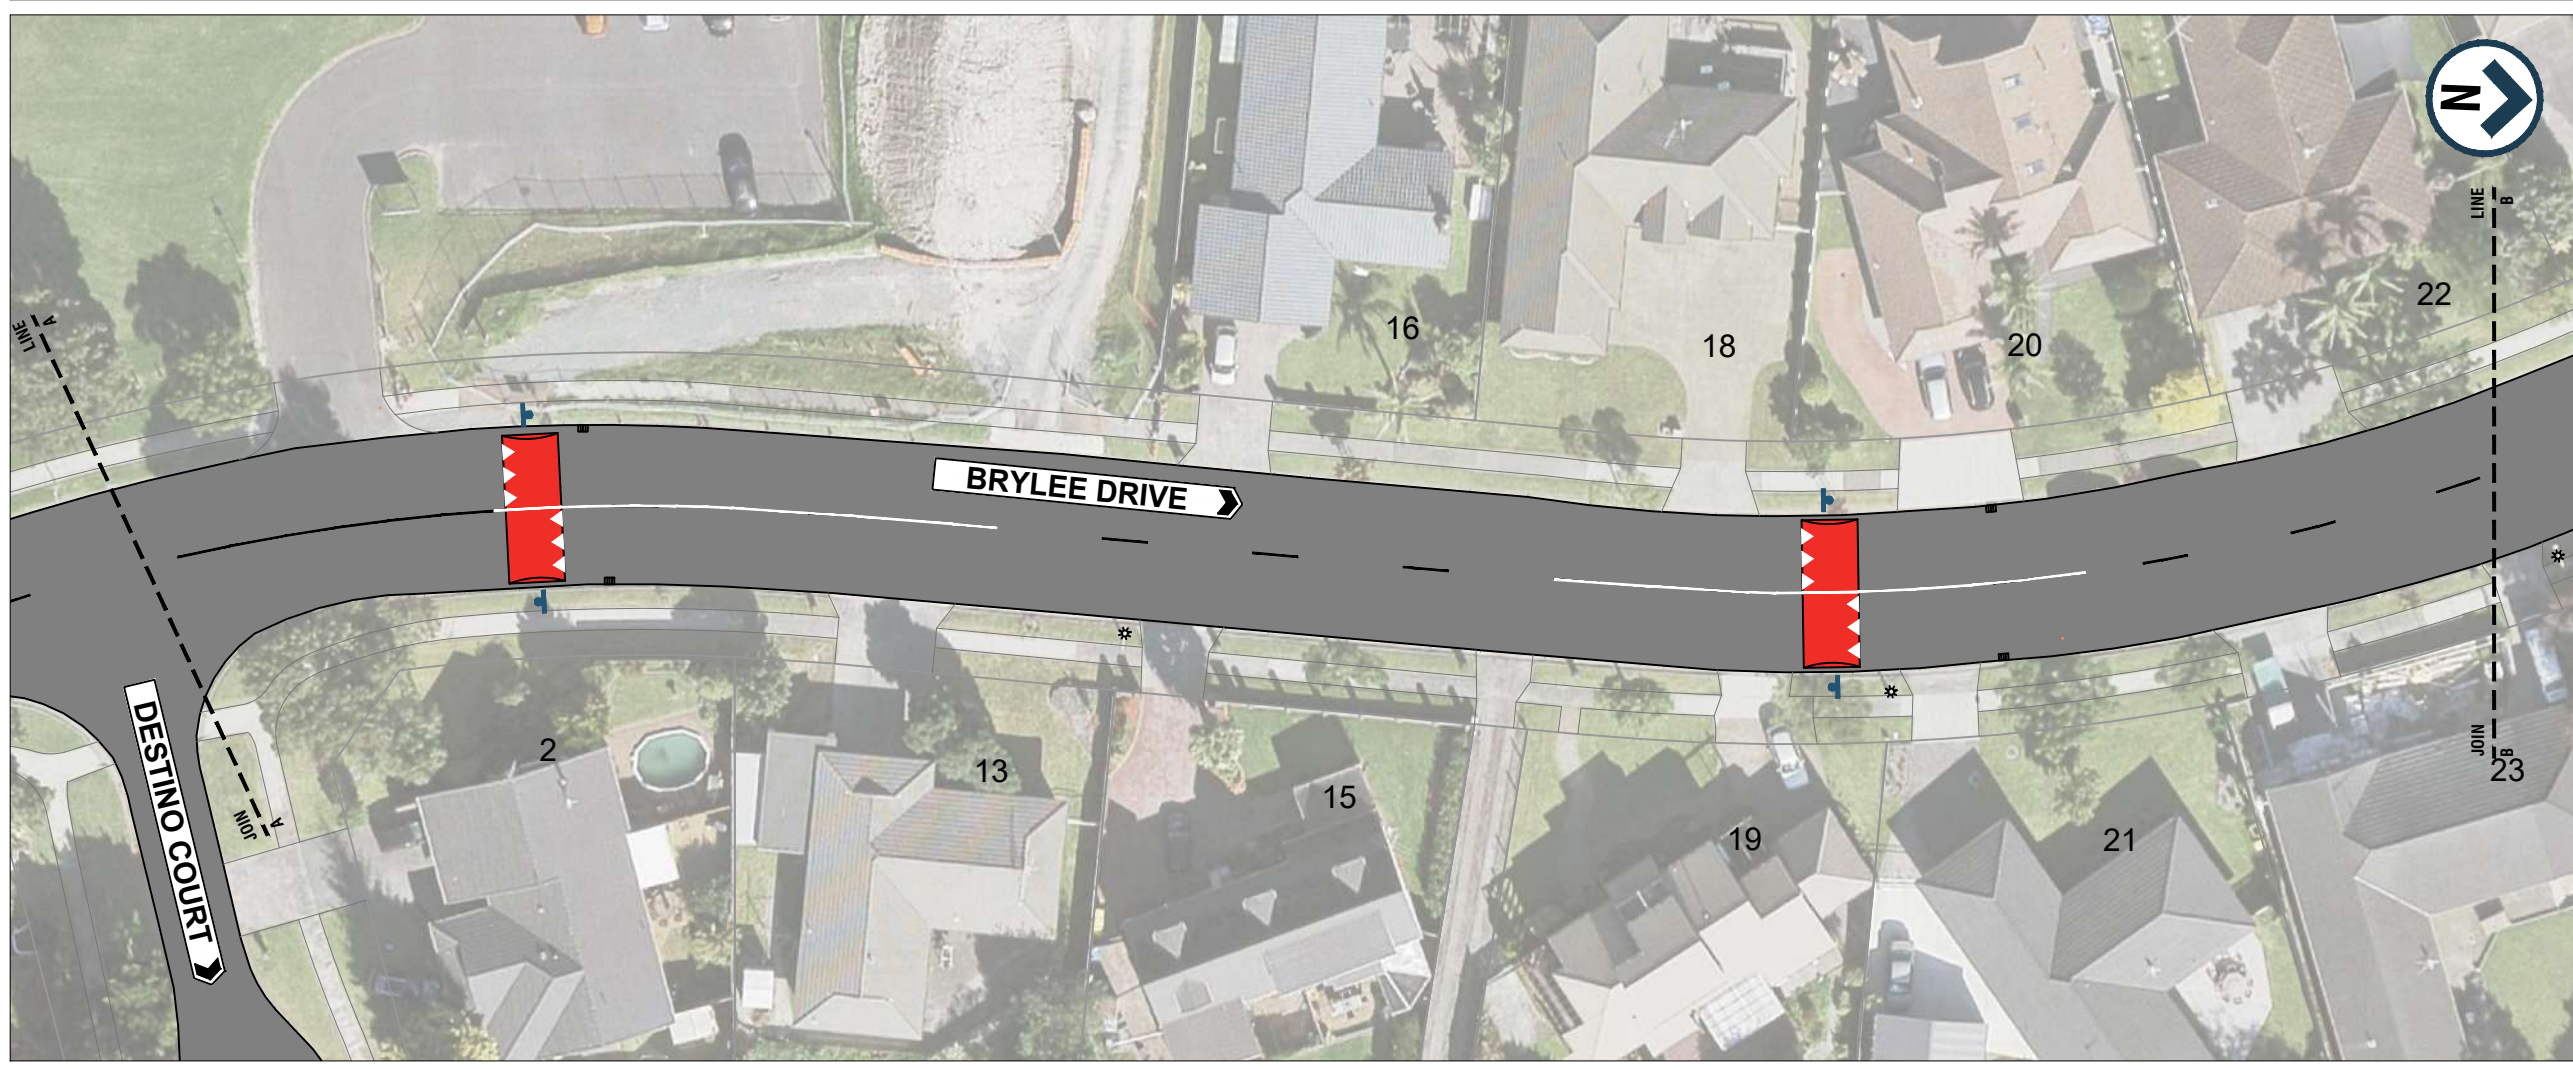 N
LINE
B
22
16
18
20
LINE
A
BRYLEE DRIVE
DESTINO COURT
2
13
15
19
21
JOIN
B
23
JOIN
A